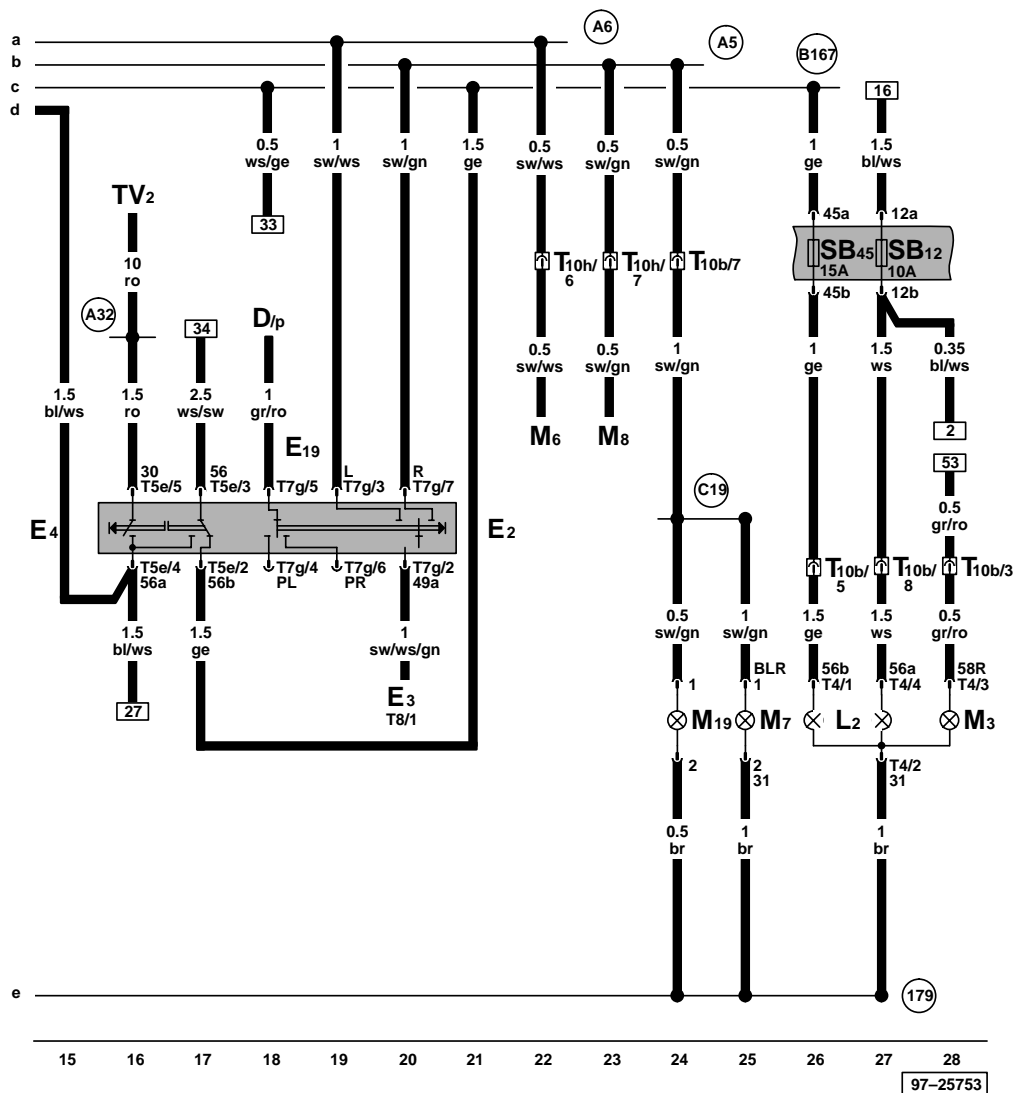 a
A6
b
A5
c
B167
d
16
0.5 1 1 1.5 0.5 0.5 0.5 1 1.5
ws/ge sw/ws sw/gn ge sw/ws sw/gn sw/gn ge bl/ws
TV2
33
45a 12a
10
ro
T10h/6 T10h/7 T10b/7
SB45 SB12
15A 10A
45b 12b
A32
34
D/p
1.5 1.5 2.5 1
bl/ws ro ws/sw gr/ro
0.5 0.5 1 1 1.5 0.35
sw/ws sw/gn sw/gn ge ws bl/ws
M6 M8
2
E19
53
30 56 L R
T5e/5 T5e/3 T7g/5 T7g/3 T7g/7
C19
0.5
gr/ro
E4 E2
T5e/4 T5e/2 T7g/4 T7g/6 T7g/2
56a 56b PL PR 49a
T10b/5 T10b/8 T10b/3
1.5 1.5 1
bl/ws ge sw/ws/gn
0.5 1 1.5 1.5 0.5
sw/gn sw/gn ge ws gr/ro
E3
T8/1
27
BLR 56b 56a 58R
1 1 T4/1 T4/4 T4/3
M19 M7 L2 M3
2 2 T4/2
31 31
0.5 1 1
br br br
e
179
15 16 17 18 19 20 21 22 23 24 25 26 27 28
97–25753